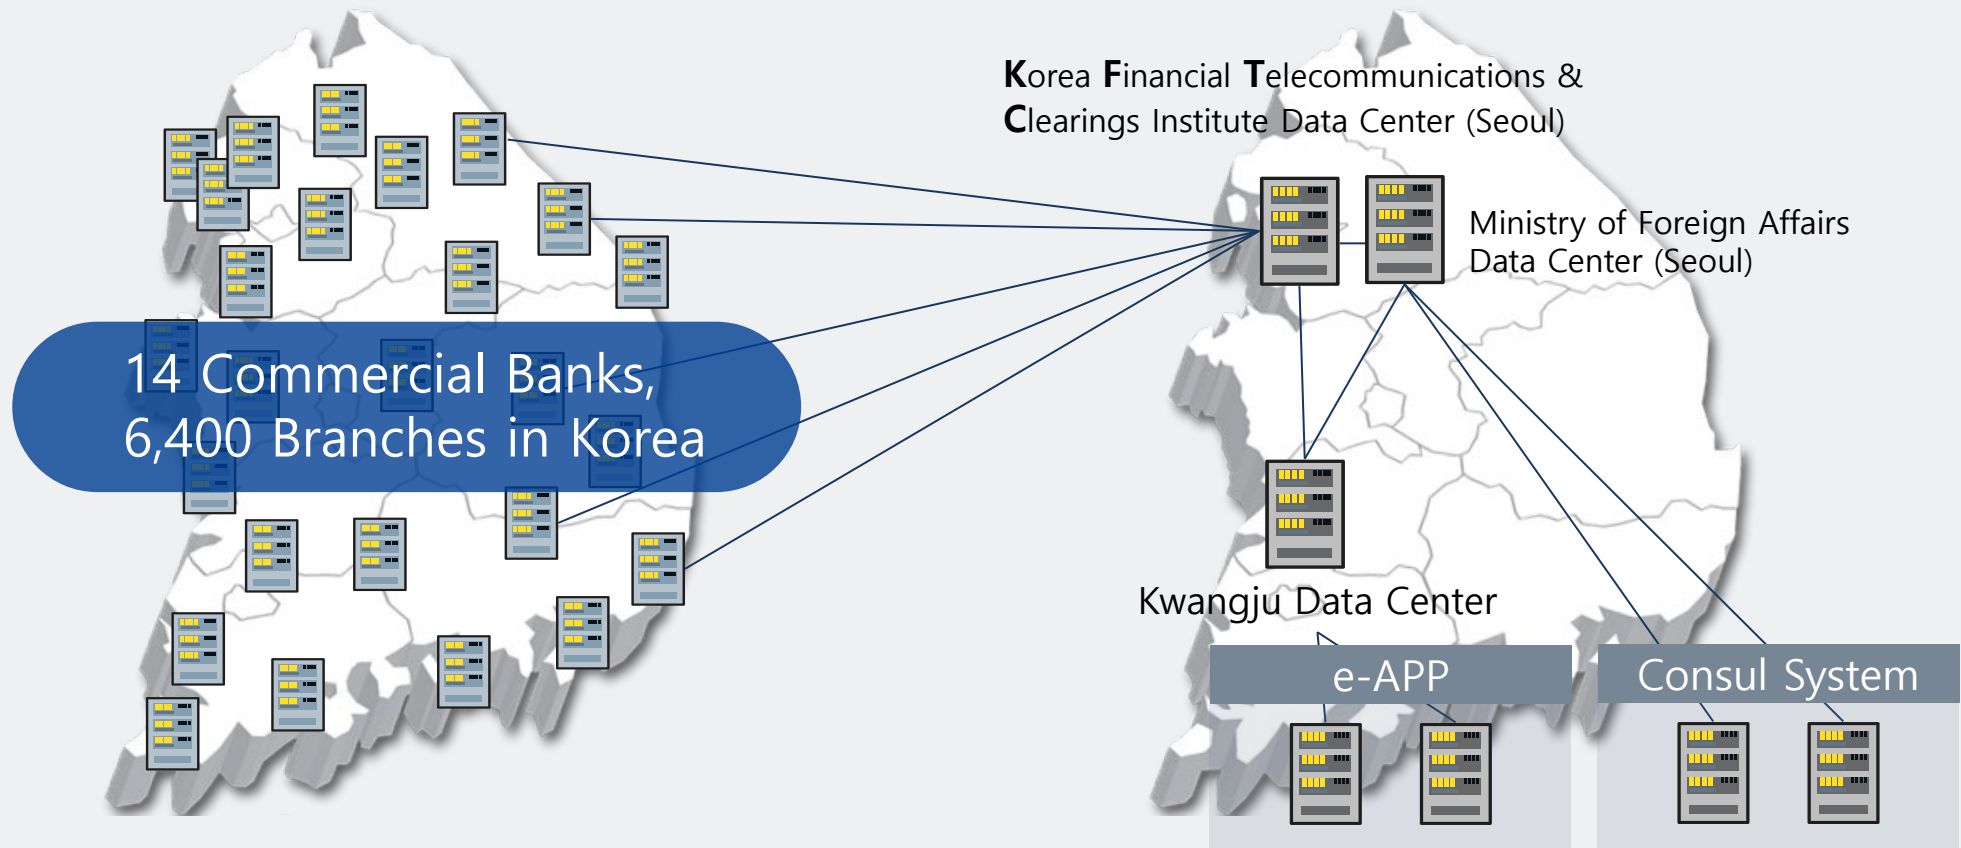 Korea Financial Telecommunications &
Clearings Institute Data Center (Seoul)
Ministry of Foreign Affairs
Data Center (Seoul)
14 Commercial Banks,
6,400 Branches in Korea
Kwangju Data Center
e-APP
Consul System